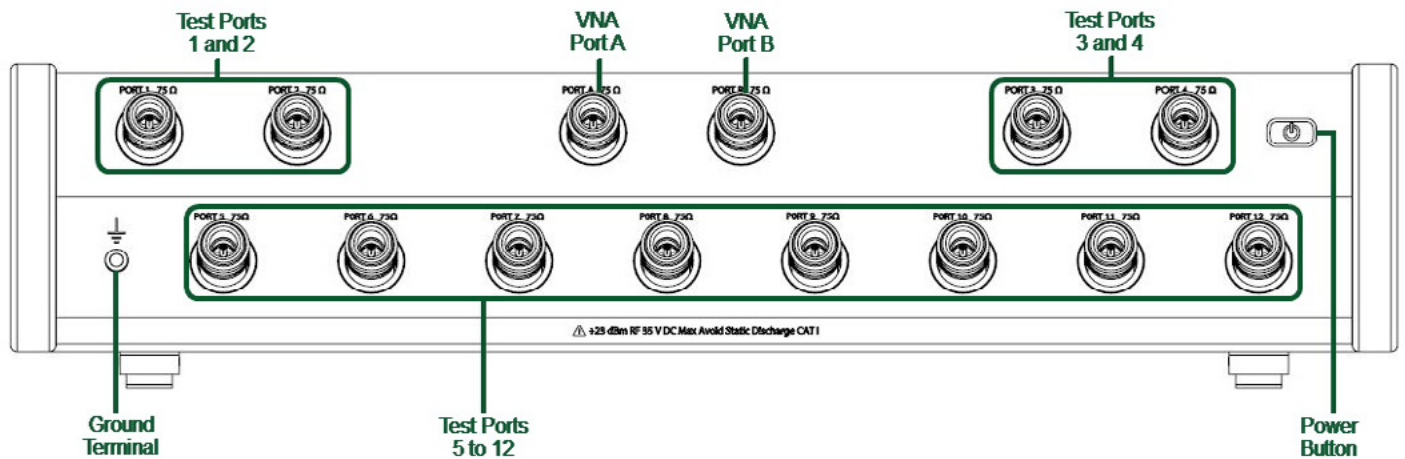 Test Ports
1 and 2
VNA
Port A
VNA
Port B
Test Ports
3 and 4
PORT 1 75 Ω
PORT 2 75 Ω
PORT A 75 Ω
PORT B 75 Ω
PORT 3 75 Ω
PORT 4 75 Ω
PORT 5 75Ω
PORT 6 75Ω
PORT 7 75Ω
PORT 8 75Ω
PORT 9 75Ω
PORT 10 75Ω
PORT 11 75Ω
PORT 12 75Ω
⚠ +23 dBm RF 35 V DC Max Avoid Static Discharge CAT I
Ground
Terminal
Test Ports
5 to 12
Power
Button